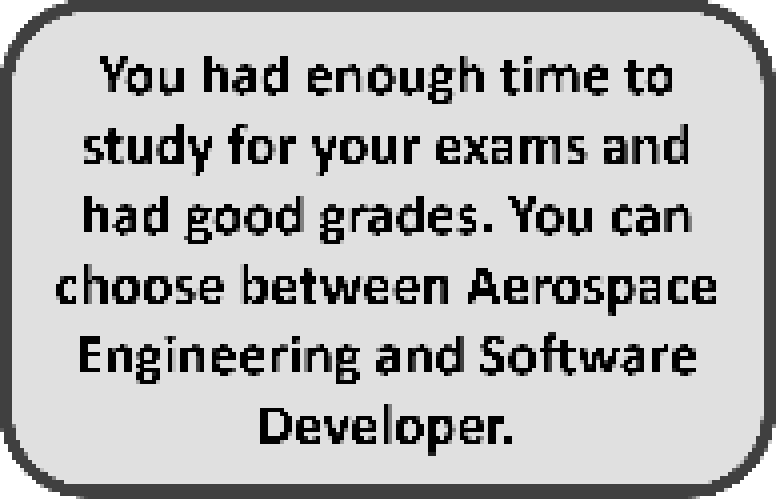 You had enough time to
study for your exams and
had good grades. You can
choose between Aerospace
Engineering and Software
Developer.